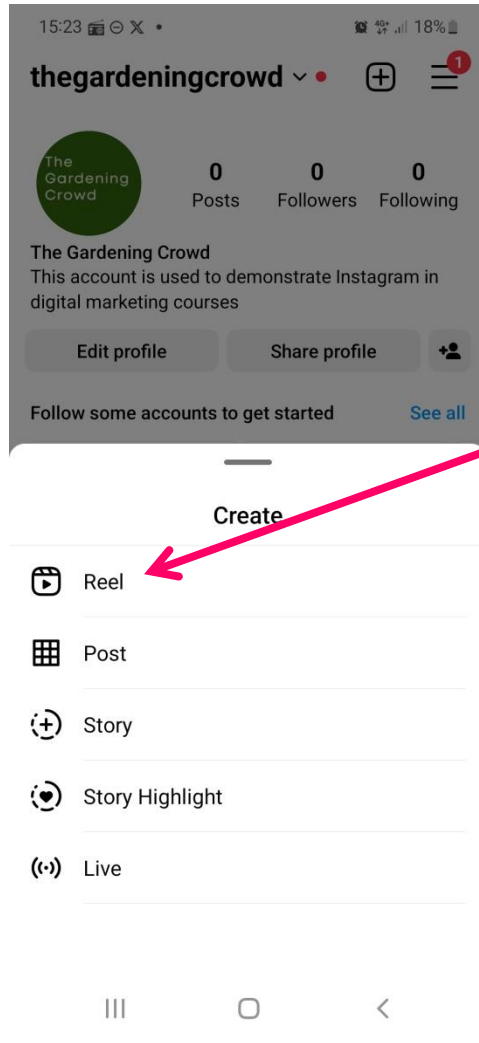 15:23 18%
thegardeningcrowd
1
The
Gardening
Crowd
0 0 0
Posts Followers Following
The Gardening Crowd
This account is used to demonstrate Instagram in
digital marketing courses
Edit profile Share profile
Follow some accounts to get started See all
Create
Reel
Post
Story
Story Highlight
Live